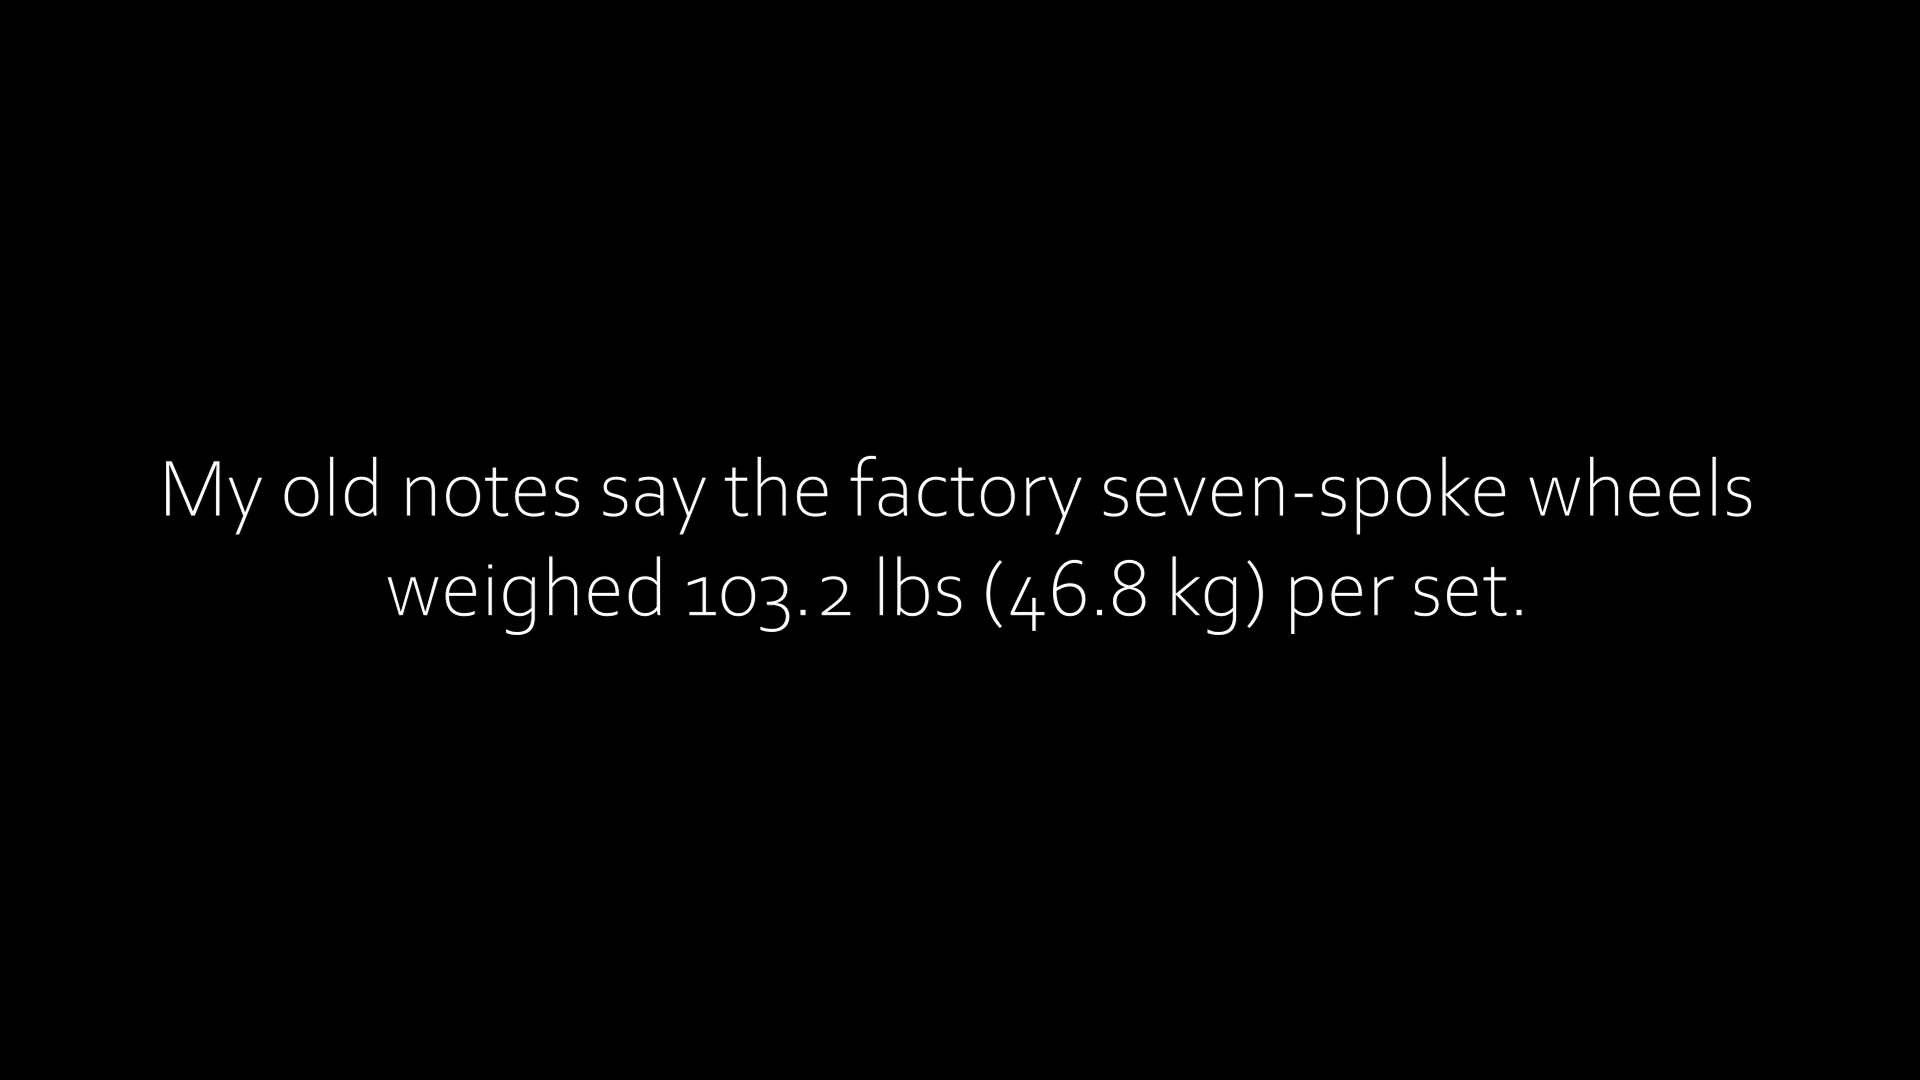 My old notes say the factory seven-spoke wheels
weighed 103.2 lbs (46.8 kg) per set.